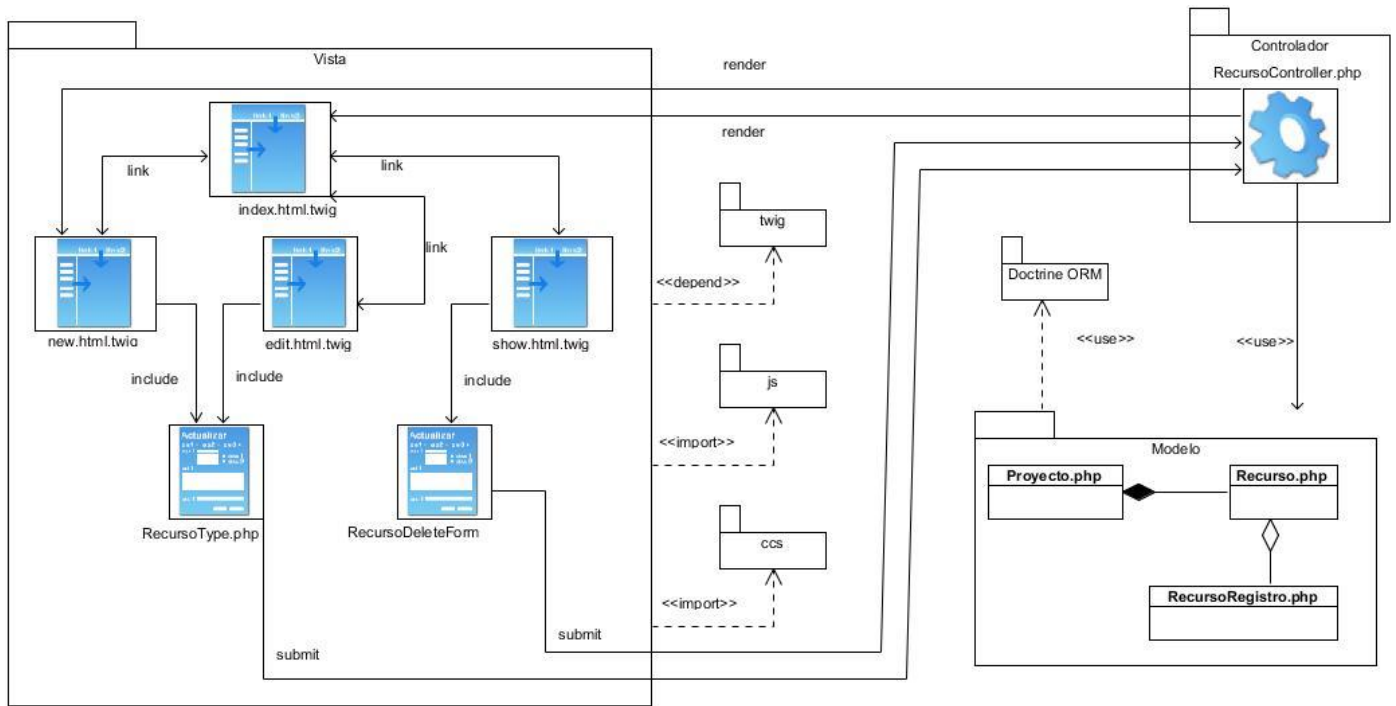 Vista
render
Controlador
RecursoController.php
render
link
link
index.html.twig
link
twig
<<depend>>
Doctrine ORM
new.html.twig
edit.html.twig
show.html.twig
<<use>>
<<use>>
include
include
include
js
<<import>>
Actualizar
Actualizar
Modelo
Proyecto.php
Recurso.php
RecursoType.php
RecursoDeleteForm
ccs
<<import>>
RecursoRegistro.php
submit
submit